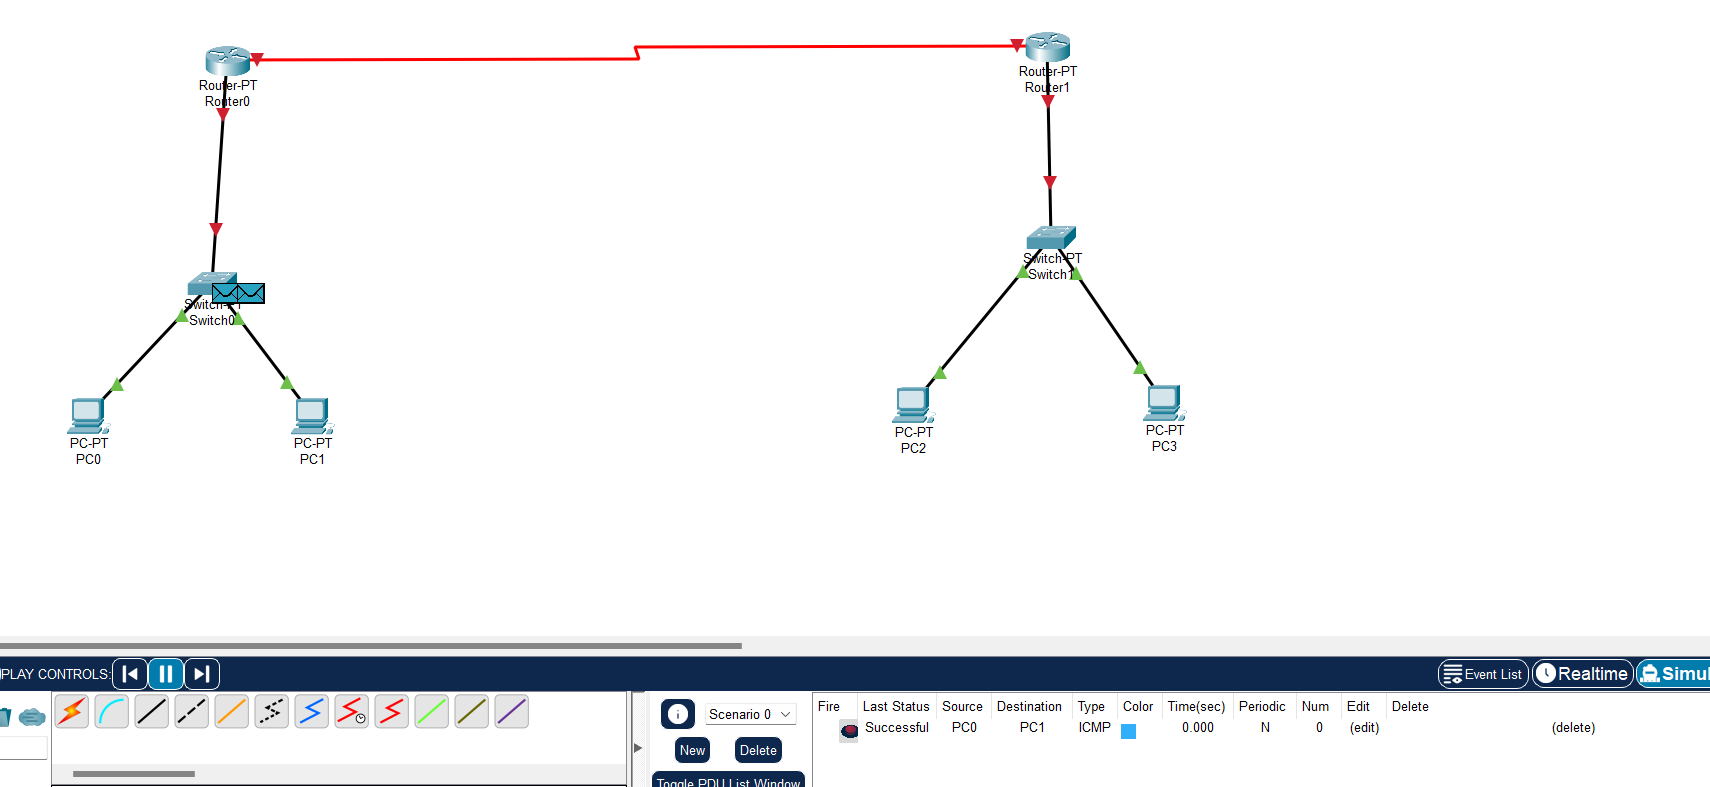 Router-PT
Router0
Router-PT
Router1
Switch-PT
Switch0
Switch-PT
Switch1
PC-PT
PC0
PC-PT
PC1
PC-PT
PC2
PC-PT
PC3
PLAY CONTROLS:
Event List
Realtime
Simul
Scenario 0
New
Delete
Toggle PDU List Window
Fire Last Status Source Destination Type Color Time(sec) Periodic Num Edit Delete
Successful PC0 PC1 ICMP 0.000 N 0 (edit) (delete)